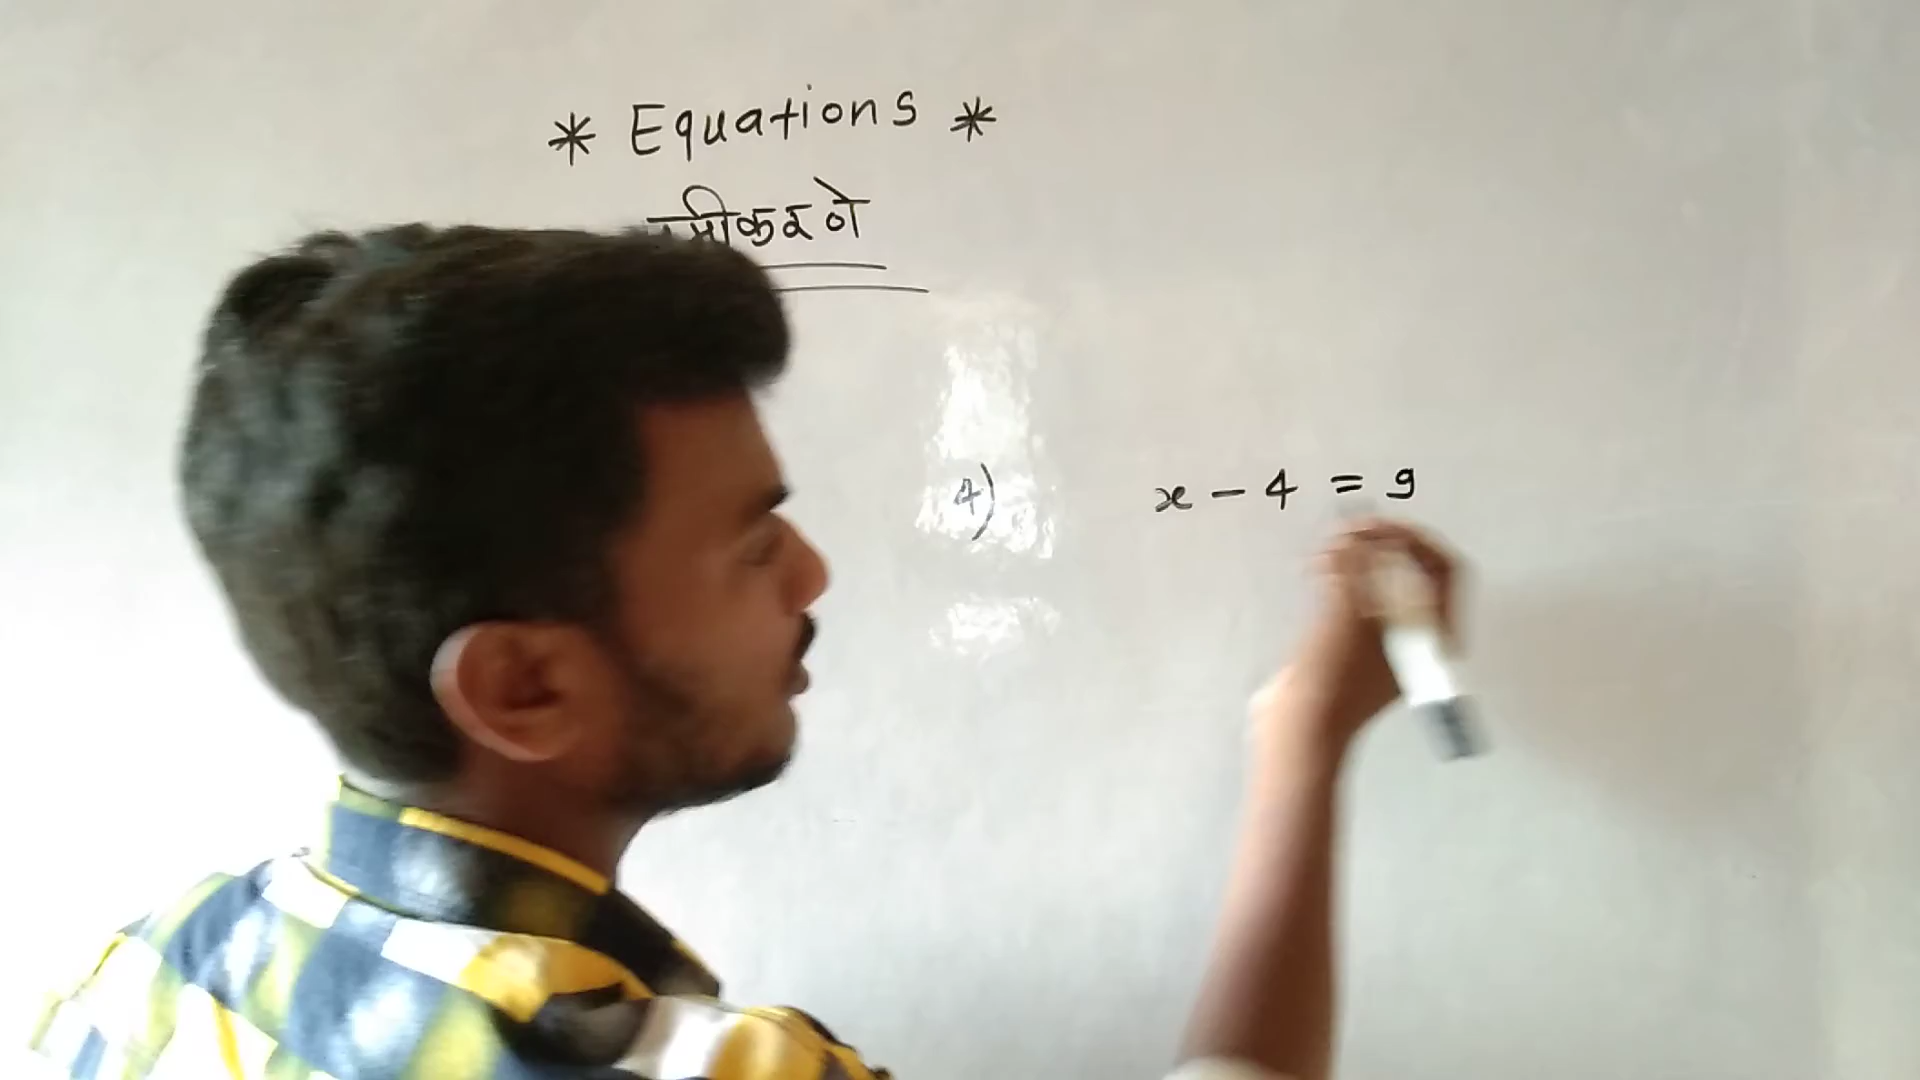 * Equations *
4) x - 4 = 9